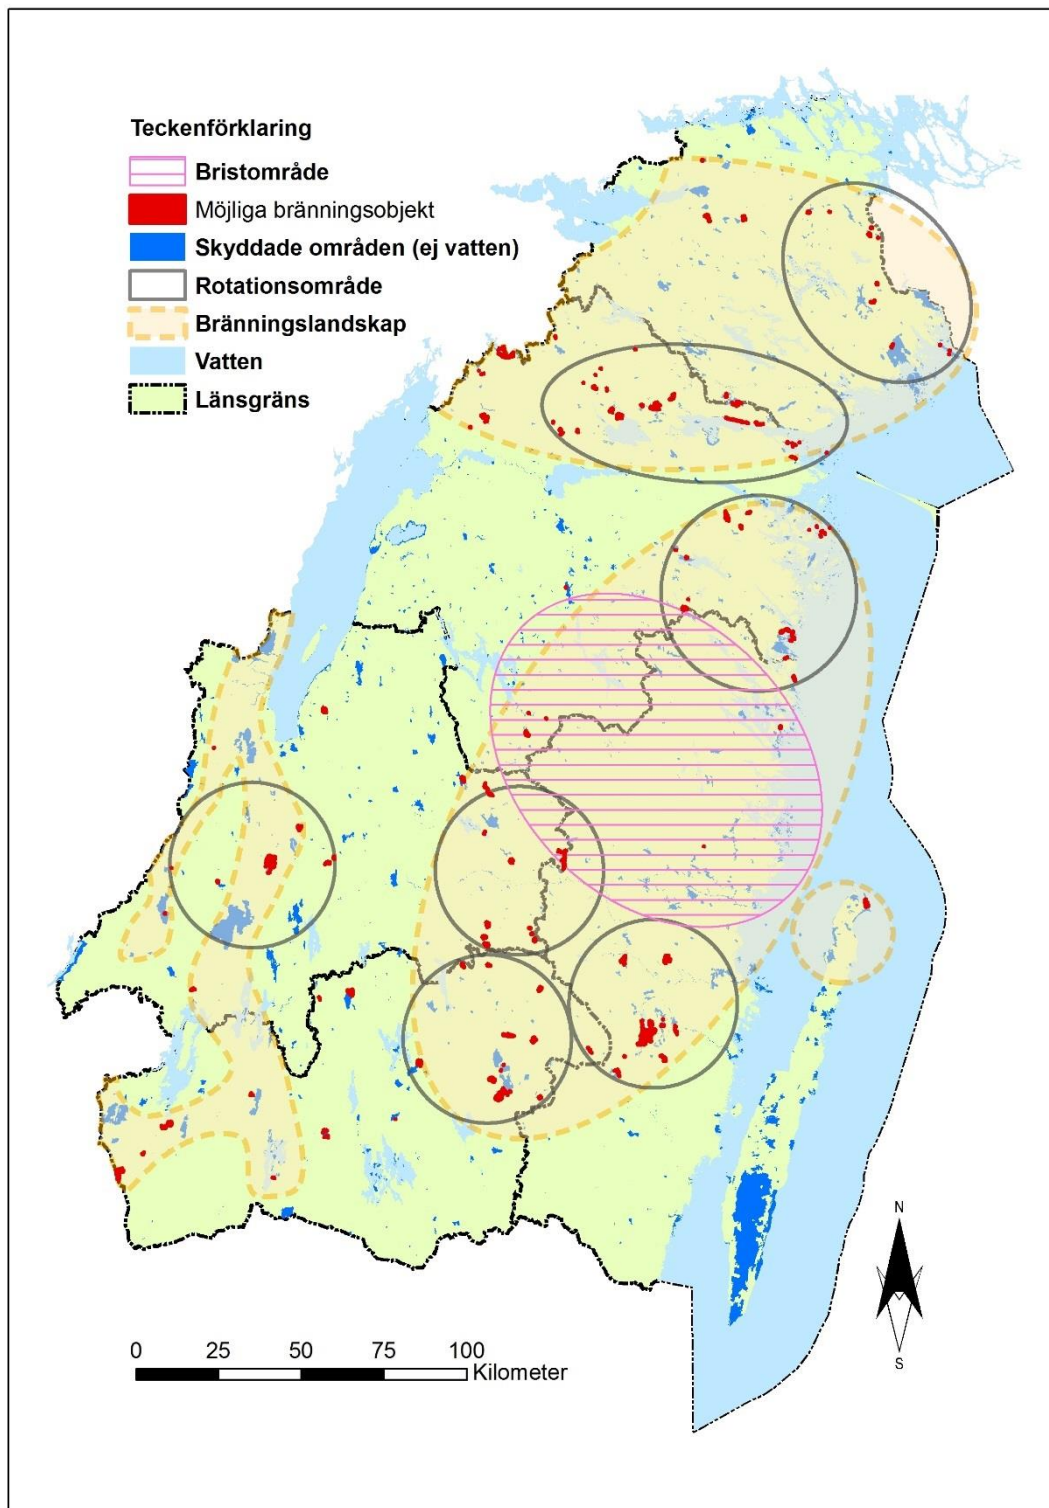 Teckenförklaring
Bristområde
Möjliga bränningsobjekt
Skyddade områden (ej vatten)
Rotationsområde
Bränningslandskap
Vatten
Länsgräns
N
S
0 25 50 75 100
Kilometer